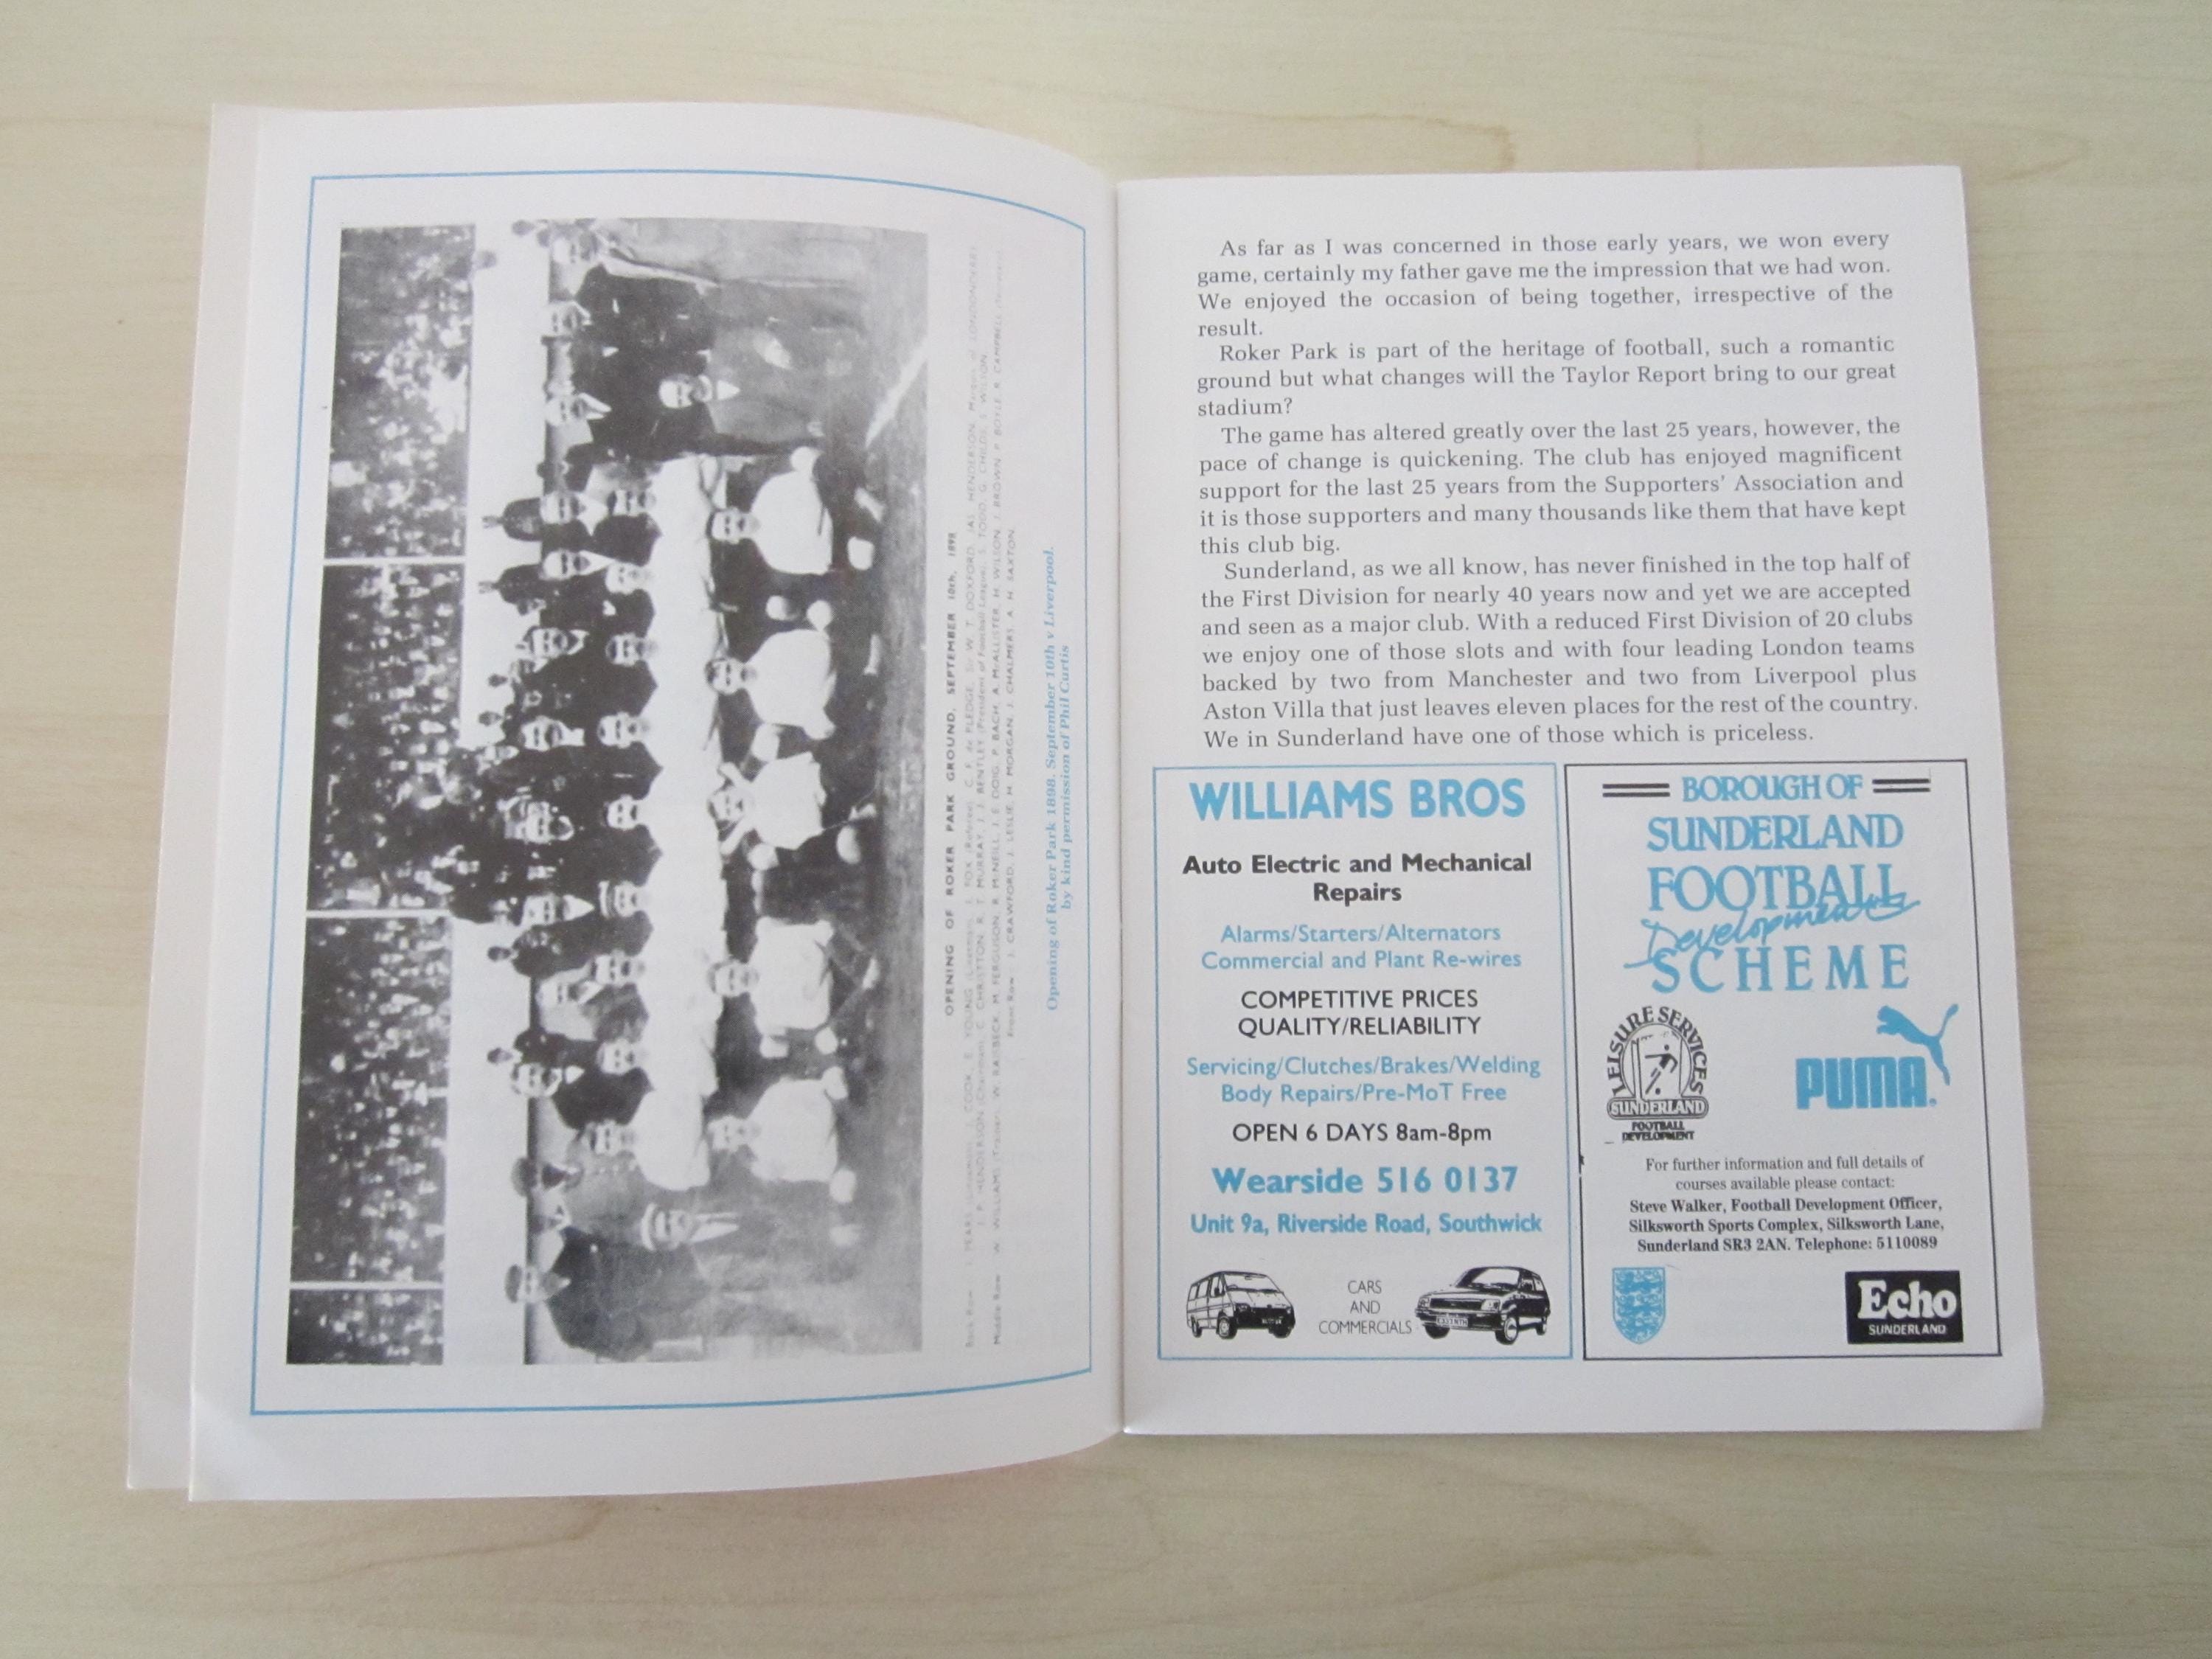 OPENING OF ROKER PARK GROUND, SEPTEMBER 10th, 1898
Opening of Roker Park 1898. September 10th v Liverpool.
by kind permission of Phil Curtis
As far as I was concerned in those early years, we won every
game, certainly my father gave me the impression that we had won.
We enjoyed the occasion of being together, irrespective of the
result.
Roker Park is part of the heritage of football, such a romantic
ground but what changes will the Taylor Report bring to our great
stadium?
The game has altered greatly over the last 25 years, however, the
pace of change is quickening. The club has enjoyed magnificent
support for the last 25 years from the Supporters' Association and
it is those supporters and many thousands like them that have kept
this club big.
Sunderland, as we all know, has never finished in the top half of
the First Division for nearly 40 years now and yet we are accepted
and seen as a major club. With a reduced First Division of 20 clubs
we enjoy one of those slots and with four leading London teams
backed by two from Manchester and two from Liverpool plus
Aston Villa that just leaves eleven places for the rest of the country.
We in Sunderland have one of those which is priceless.
WILLIAMS BROS
Auto Electric and Mechanical
Repairs
Alarms/Starters/Alternators
Commercial and Plant Re-wires
COMPETITIVE PRICES
QUALITY/RELIABILITY
Servicing/Clutches/Brakes/Welding
Body Repairs/Pre-MoT Free
OPEN 6 DAYS 8am-8pm
Wearside 516 0137
Unit 9a, Riverside Road, Southwick
CARS
AND
COMMERCIALS
BOROUGH OF
SUNDERLAND
FOOTBALL
Development
SCHEME
LEISURE SERVICES
SUNDERLAND
FOOTBALL
DEVELOPMENT
PUMA
For further information and full details of
courses available please contact:
Steve Walker, Football Development Officer,
Silksworth Sports Complex, Silksworth Lane,
Sunderland SR3 2AN. Telephone: 5110089
Echo
SUNDERLAND